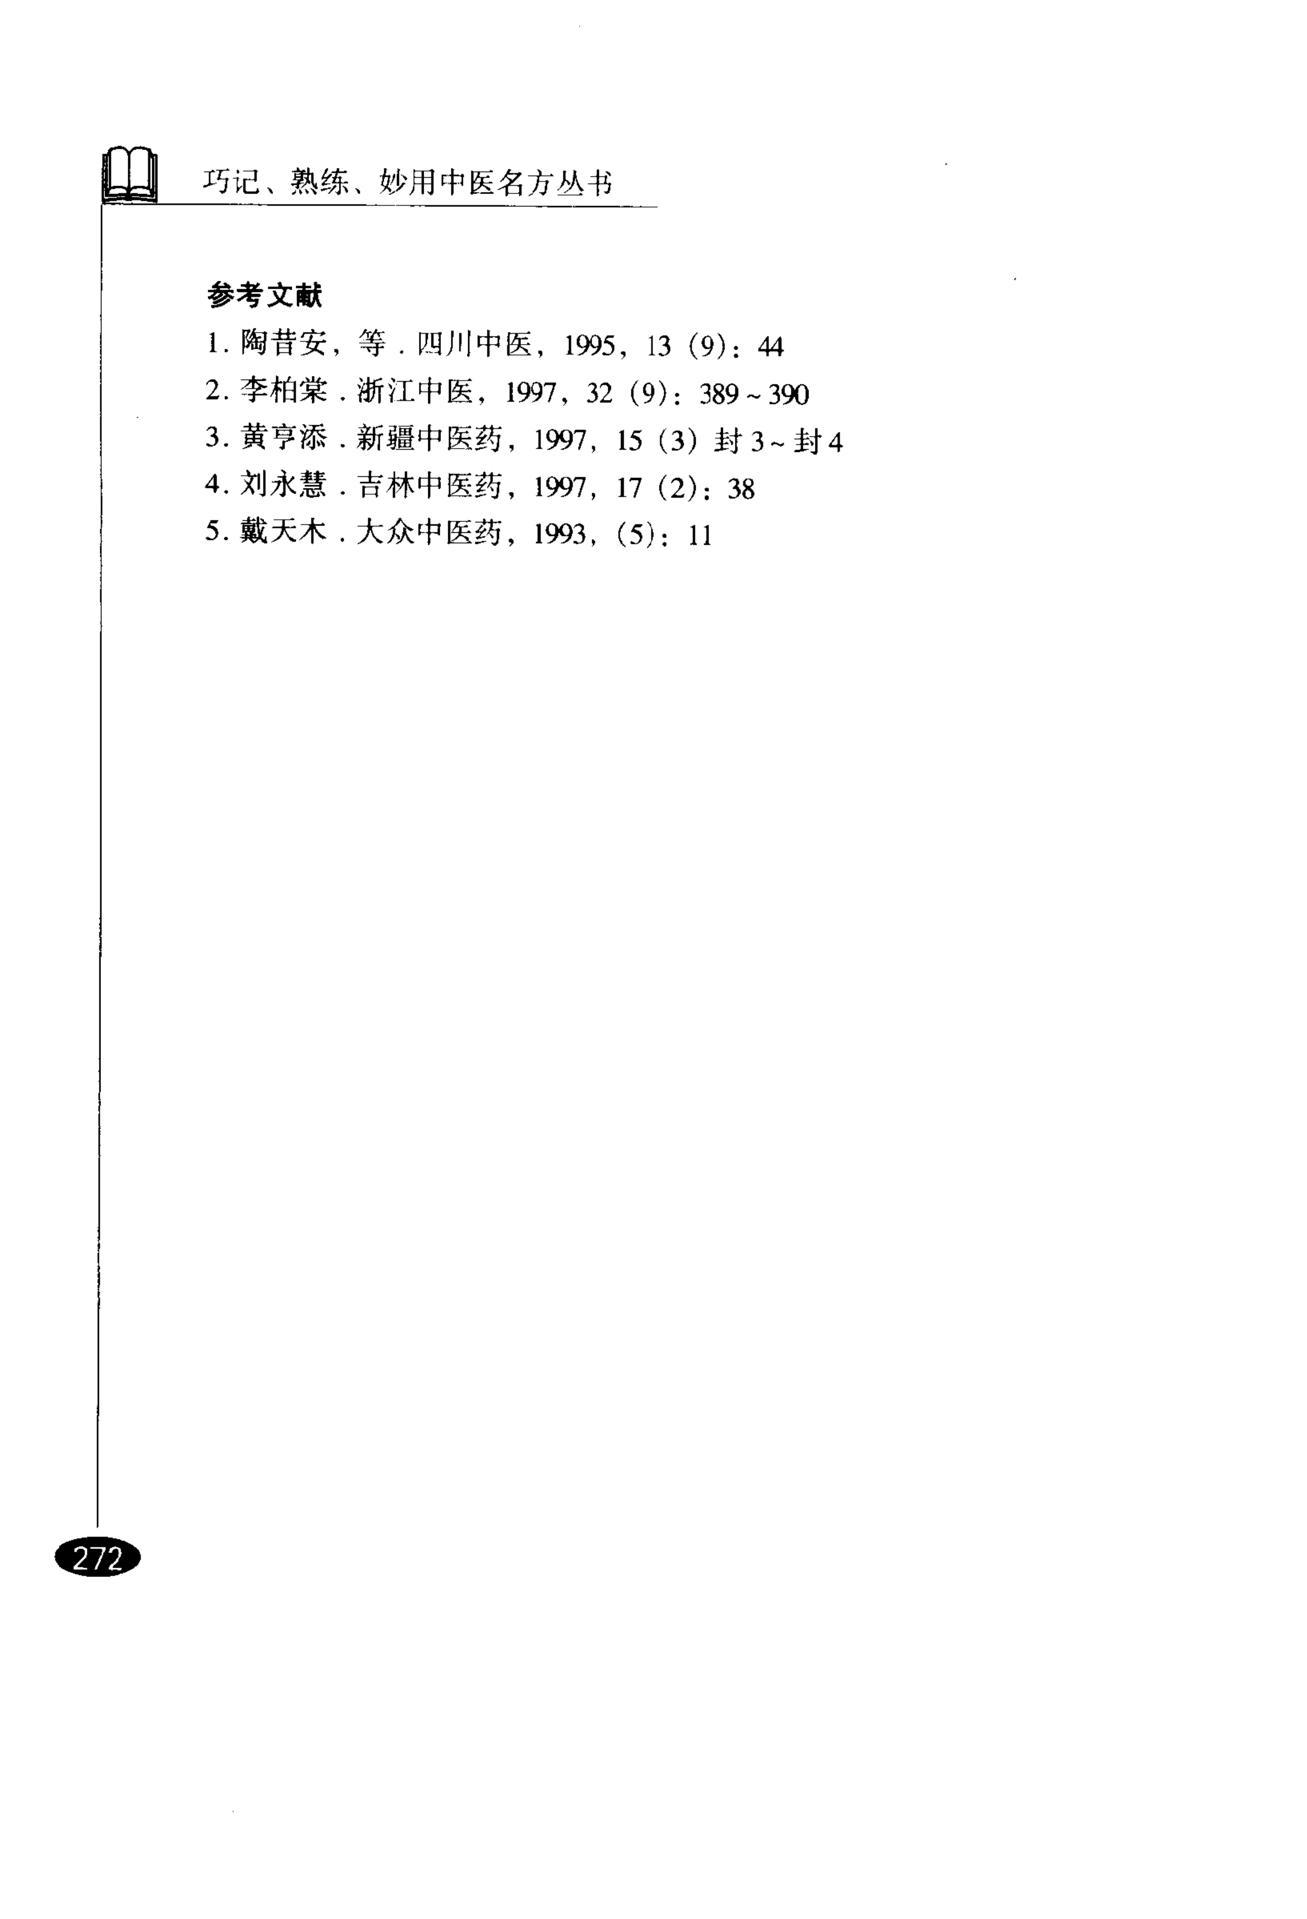 巧记、熟练、妙用中医名方丛书
参考文献
1. 陶昔安，等．四川中医，1995，13（9）：44
2. 李柏棠．浙江中医，1997，32（9）：389～390
3. 黄亨添．新疆中医药，1997，15（3）封3～封4
4. 刘永慧．吉林中医药，1997，17（2）：38
5. 戴天木．大众中医药，1993，（5）：11
272